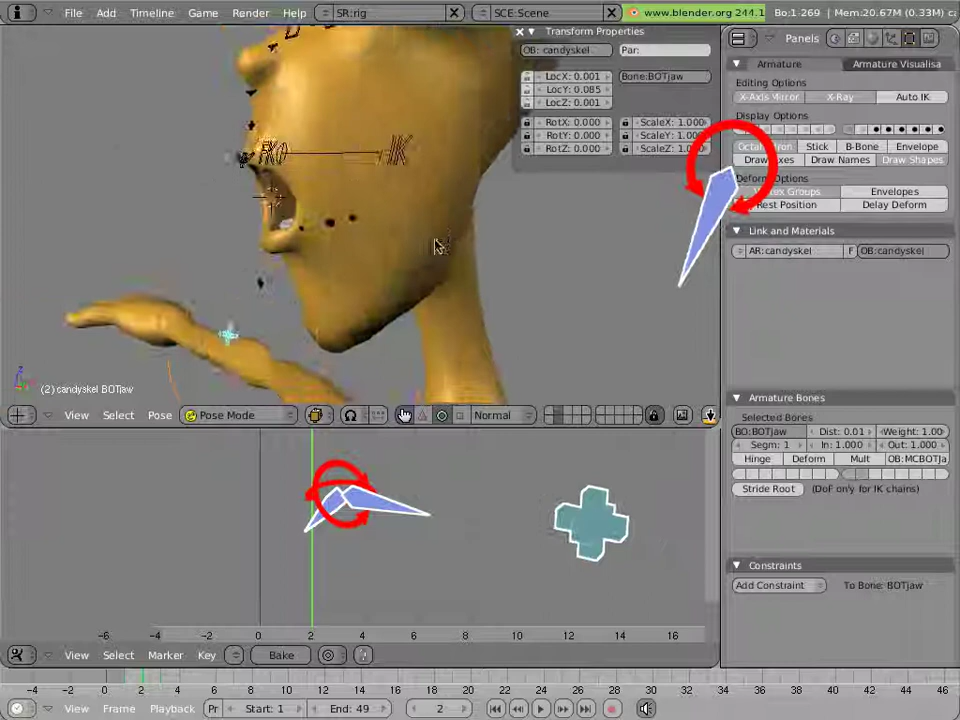 File Add Timeline Game Render Help SR:rig SCE:Scene www.blender.org 244.1 Bo:1-269 | Mem:20.67M (0.33M)
Transform Properties
OB: candyskel Par:
LocX: 0.001 Bone:BOTjaw
LocY: 0.085
LocZ: 0.001
RotX: 0.000 ScaleX: 1.000
RotY: 0.000 ScaleY: 1.000
RotZ: 0.000 ScaleZ: 1.000
Panels
Armature Armature Visualisa
Editing Options
X-Axis Mirror X-Ray Auto IK
Display Options
Stick B-Bone Envelope
Draw Axes Draw Names Draw Shapes
Deform Options
Vertex Groups Envelopes
Rest Position Delay Deform
Link and Materials
AR:candyskel F OB:candyskel
IK
(2) candyskel BOTjaw
View Select Pose Pose Mode Normal
Armature Bones
Selected Bones
BO:BOTjaw Dist: 0.01 Weight: 1.00
Segm: 1 In: 1.000 Out: 1.000
Hinge Deform Mult OB:MCBOTJa
Stride Root (DoF only for IK chains)
Constraints
Add Constraint To Bone: BOTjaw
-6 -4 -2 0 2 4 6 8 10 12 14 16
View Select Marker Key Bake
-4 -2 0 2 4 6 8 10 12 14 16 18 20 22 24 26 28 30 32 34 36 38 40 42 44 46
View Frame Playback Pr Start: 1 End: 49 2